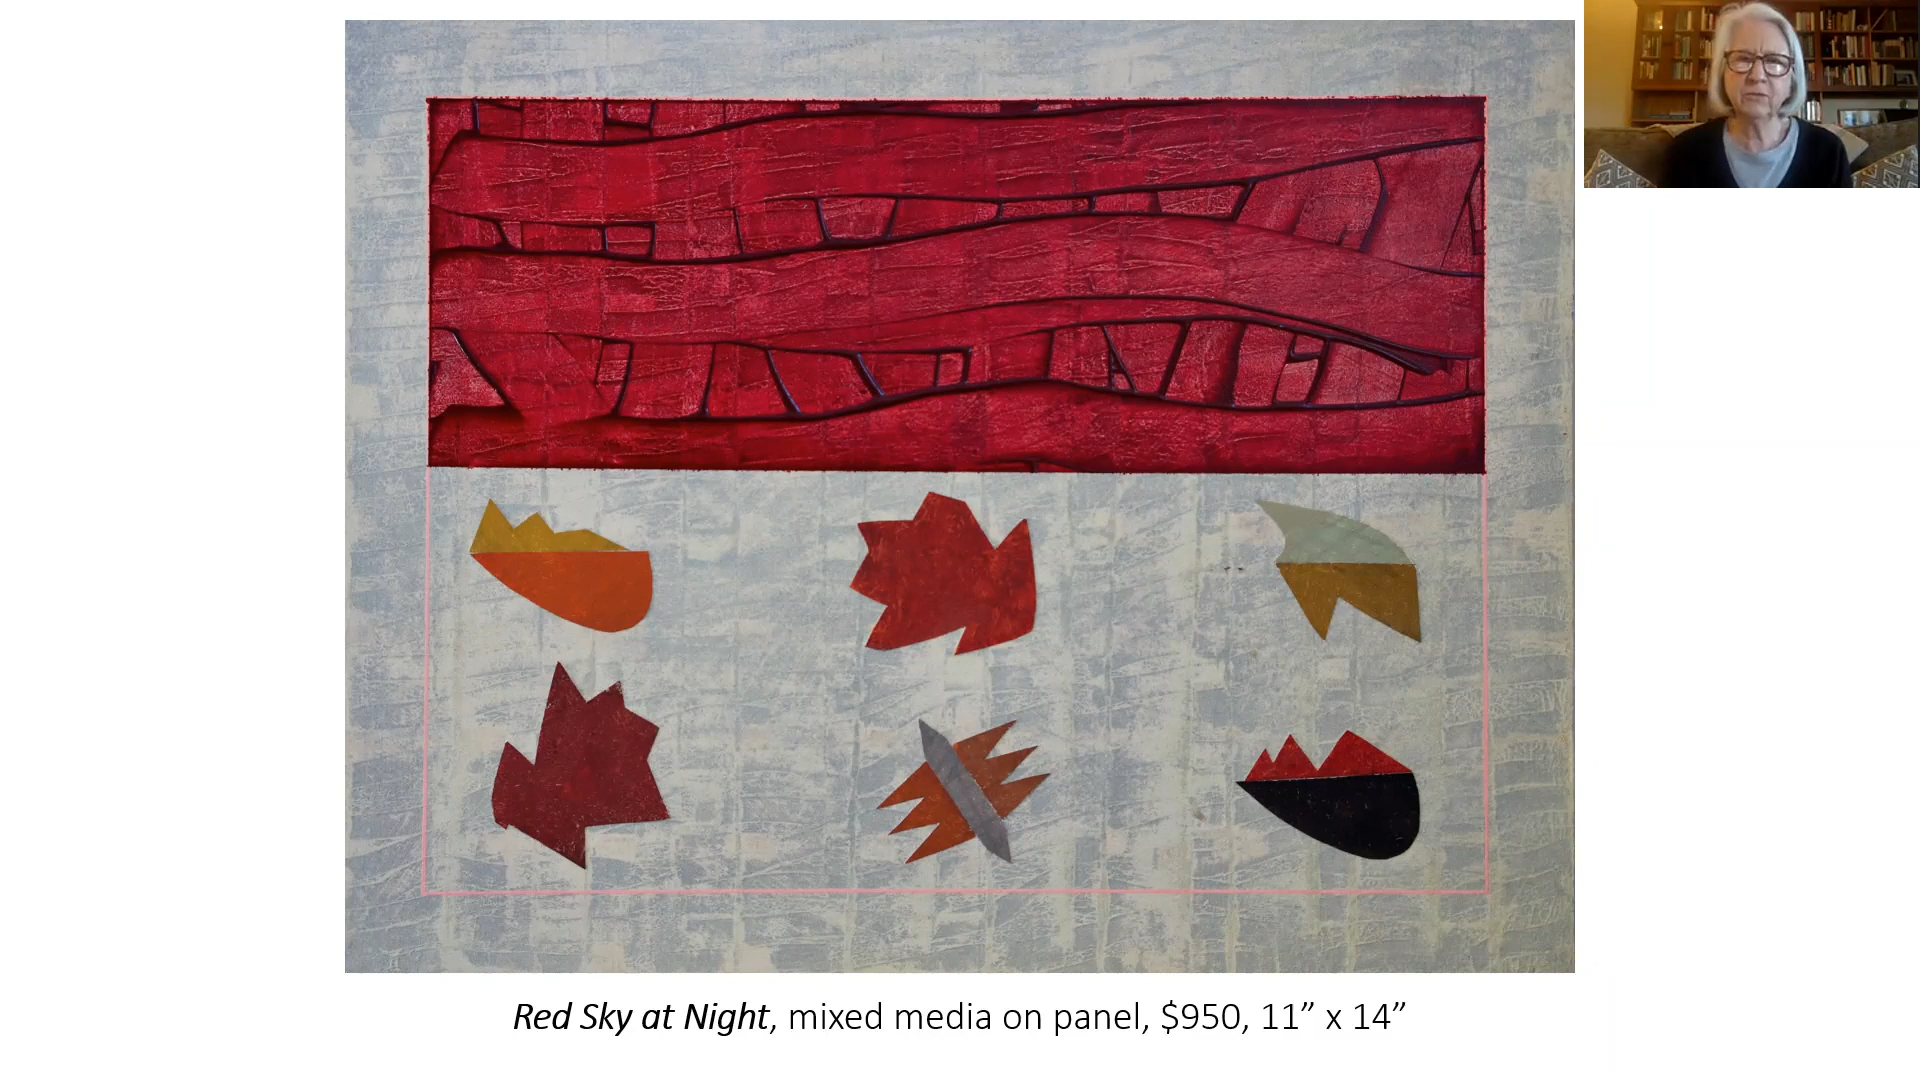 Red Sky at Night, mixed media on panel, $950, 11” x 14”